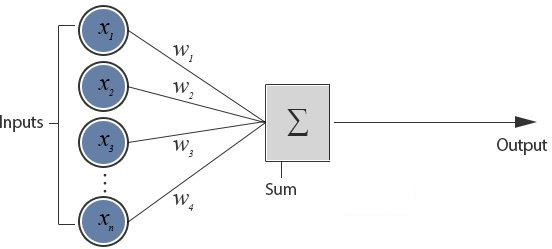 x₁
w₁
x₂
w₂
Inputs
x₃
w₃
∑
Output
Sum
w₄
xₙ